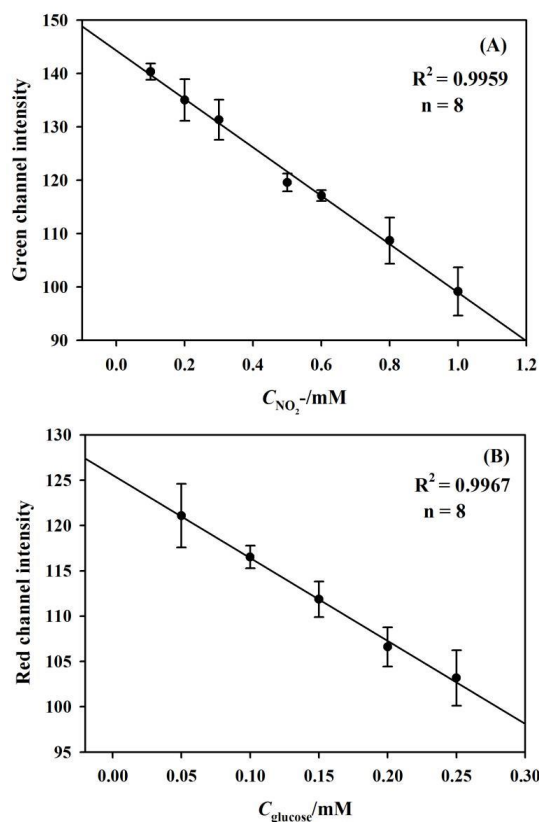 (A)
R² = 0.9959
n = 8
150
140
130
120
110
100
90
Green channel intensity
0.0 0.2 0.4 0.6 0.8 1.0 1.2
C_NO₂-/mM
(B)
R² = 0.9967
n = 8
130
125
120
115
110
105
100
95
Red channel intensity
0.00 0.05 0.10 0.15 0.20 0.25 0.30
C_glucose/mM